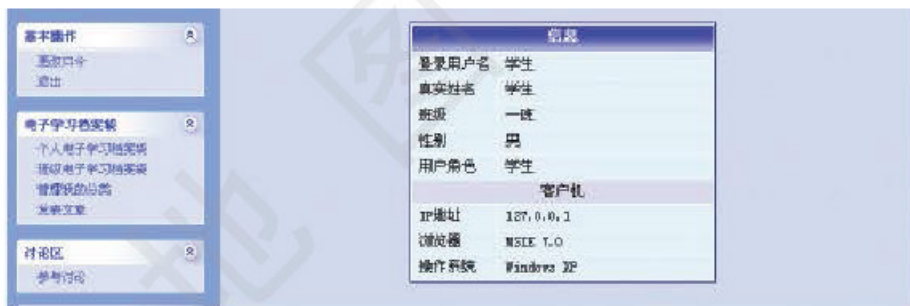 基本操作
更改口令
退出
电子学习档案袋
个人电子学习档案袋
班级电子学习档案袋
管理我的分类
发表文章
讨论区
参与讨论
信息
登录用户名 学生
真实姓名 学生
班级 一班
性别 男
用户角色 学生
客户机
IP地址 127.0.0.1
浏览器 MSIE 7.0
操作系统 Windows XP